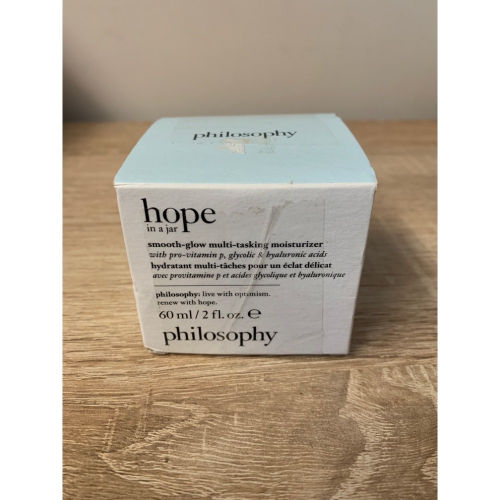 philosophy
hope
in a jar
smooth-glow multi-tasking moisturizer
with pro-vitamin p, glycolic & hyaluronic acids
hydratant multi-tâches pour un éclat délicat
avec provitamine p et acides glycolique et hyaluronique
philosophy: live with optimism.
renew with hope.
60 ml / 2 fl. oz. ℮
philosophy